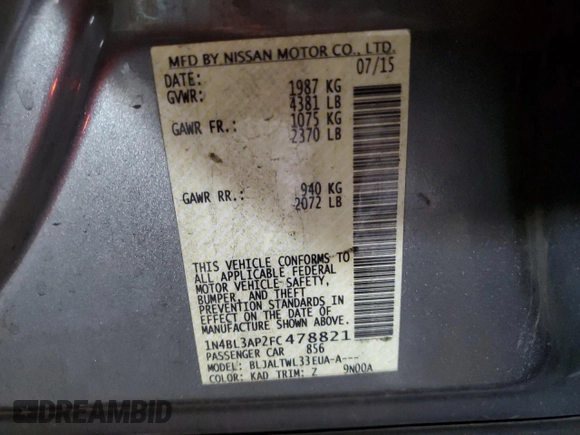 MFD BY NISSAN MOTOR CO., LTD.
DATE: 07/15
GVWR: 1987 KG
4381 LB
GAWR FR.: 1075 KG
2370 LB
GAWR RR.: 940 KG
2072 LB
THIS VEHICLE CONFORMS TO
ALL APPLICABLE FEDERAL
MOTOR VEHICLE SAFETY,
BUMPER, AND THEFT
PREVENTION STANDARDS IN
EFFECT ON THE DATE OF
MANUFACTURE SHOWN ABOVE.
1N4BL3AP2FC478821
PASSENGER CAR 856
MODEL: BLJALTWL33EUA-A---
COLOR: KAD TRIM: Z 9N00A
DREAMBID